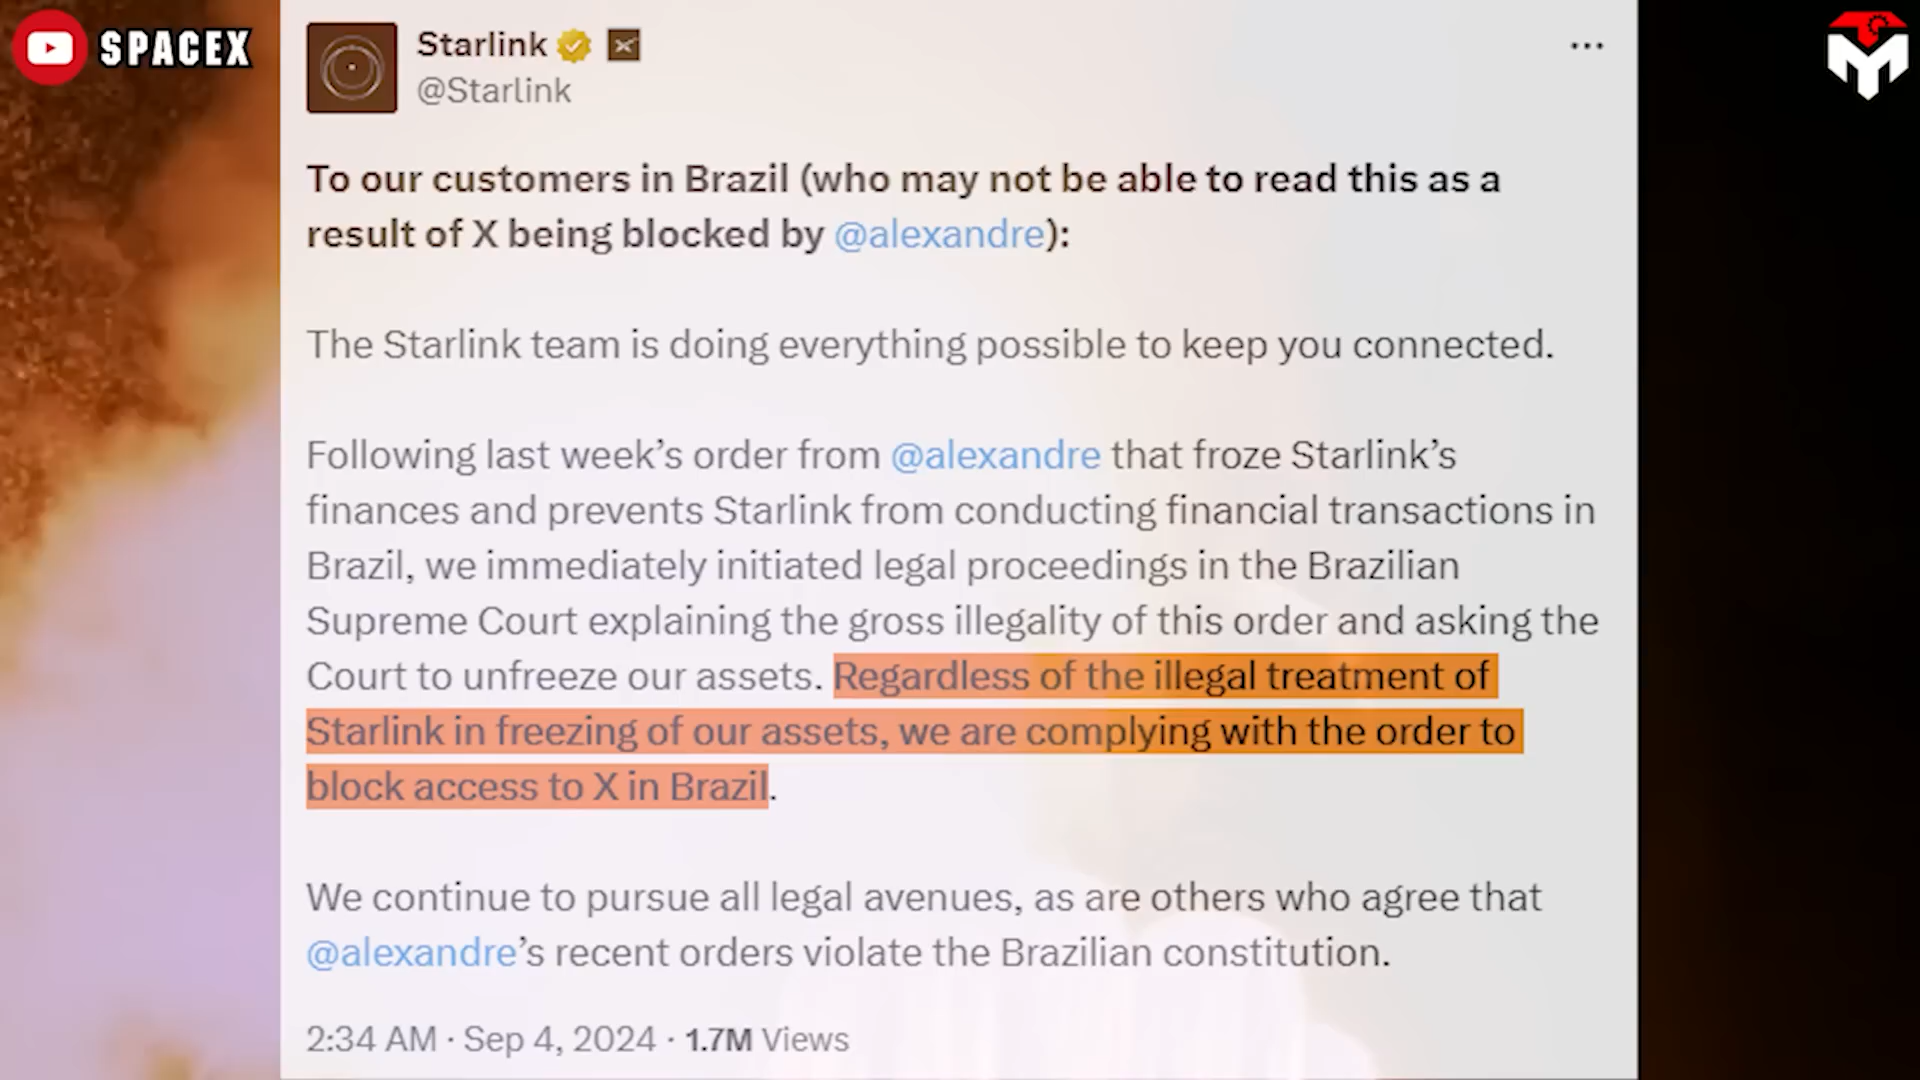 SPACEX
Starlink
@Starlink
To our customers in Brazil (who may not be able to read this as a
result of X being blocked by @alexandre):
The Starlink team is doing everything possible to keep you connected.
Following last week’s order from @alexandre that froze Starlink’s
finances and prevents Starlink from conducting financial transactions in
Brazil, we immediately initiated legal proceedings in the Brazilian
Supreme Court explaining the gross illegality of this order and asking the
Court to unfreeze our assets. Regardless of the illegal treatment of
Starlink in freezing of our assets, we are complying with the order to
block access to X in Brazil.
We continue to pursue all legal avenues, as are others who agree that
@alexandre’s recent orders violate the Brazilian constitution.
2:34 AM · Sep 4, 2024 · 1.7M Views